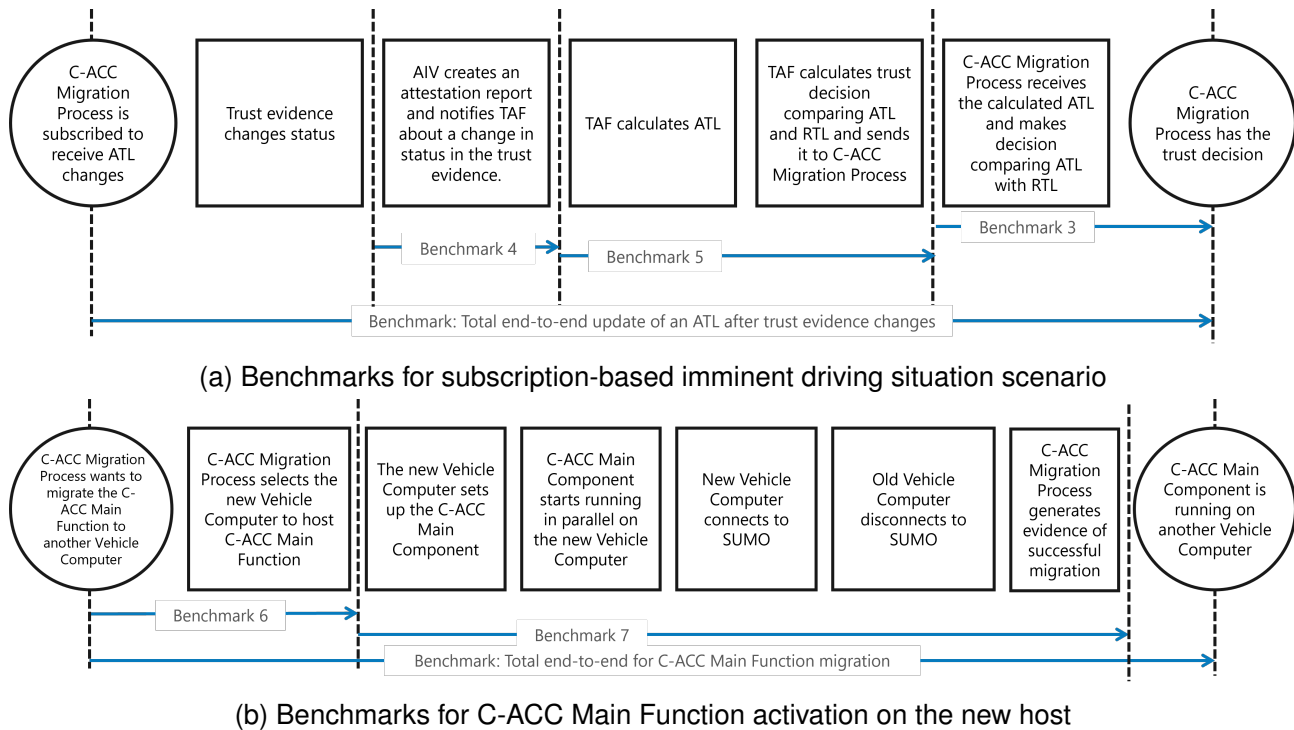 C-ACC
Migration
Process is
subscribed to
receive ATL
changes
Trust evidence
changes status
AIV creates an
attestation report
and notifies TAF
about a change in
status in the trust
evidence.
TAF calculates ATL
TAF calculates trust
decision
comparing ATL
and RTL and sends
it to C-ACC
Migration Process
C-ACC Migration
Process receives
the calculated ATL
and makes
decision
comparing ATL
with RTL
C-ACC
Migration
Process has the
trust decision
Benchmark 4
Benchmark 5
Benchmark 3
Benchmark: Total end-to-end update of an ATL after trust evidence changes
(a) Benchmarks for subscription-based imminent driving situation scenario
C-ACC Migration
Process wants to
migrate the C-
ACC Main
Function to
another Vehicle
Computer
C-ACC Migration
Process selects the
new Vehicle
Computer to host
C-ACC Main
Function
The new Vehicle
Computer sets
up the C-ACC
Main
Component
C-ACC Main
Component
starts running
in parallel on
the new Vehicle
Computer
New Vehicle
Computer
connects to
SUMO
Old Vehicle
Computer
disconnects to
SUMO
C-ACC
Migration
Process
generates
evidence of
successful
migration
C-ACC Main
Component is
running on
another Vehicle
Computer
Benchmark 6
Benchmark 7
Benchmark: Total end-to-end for C-ACC Main Function migration
(b) Benchmarks for C-ACC Main Function activation on the new host